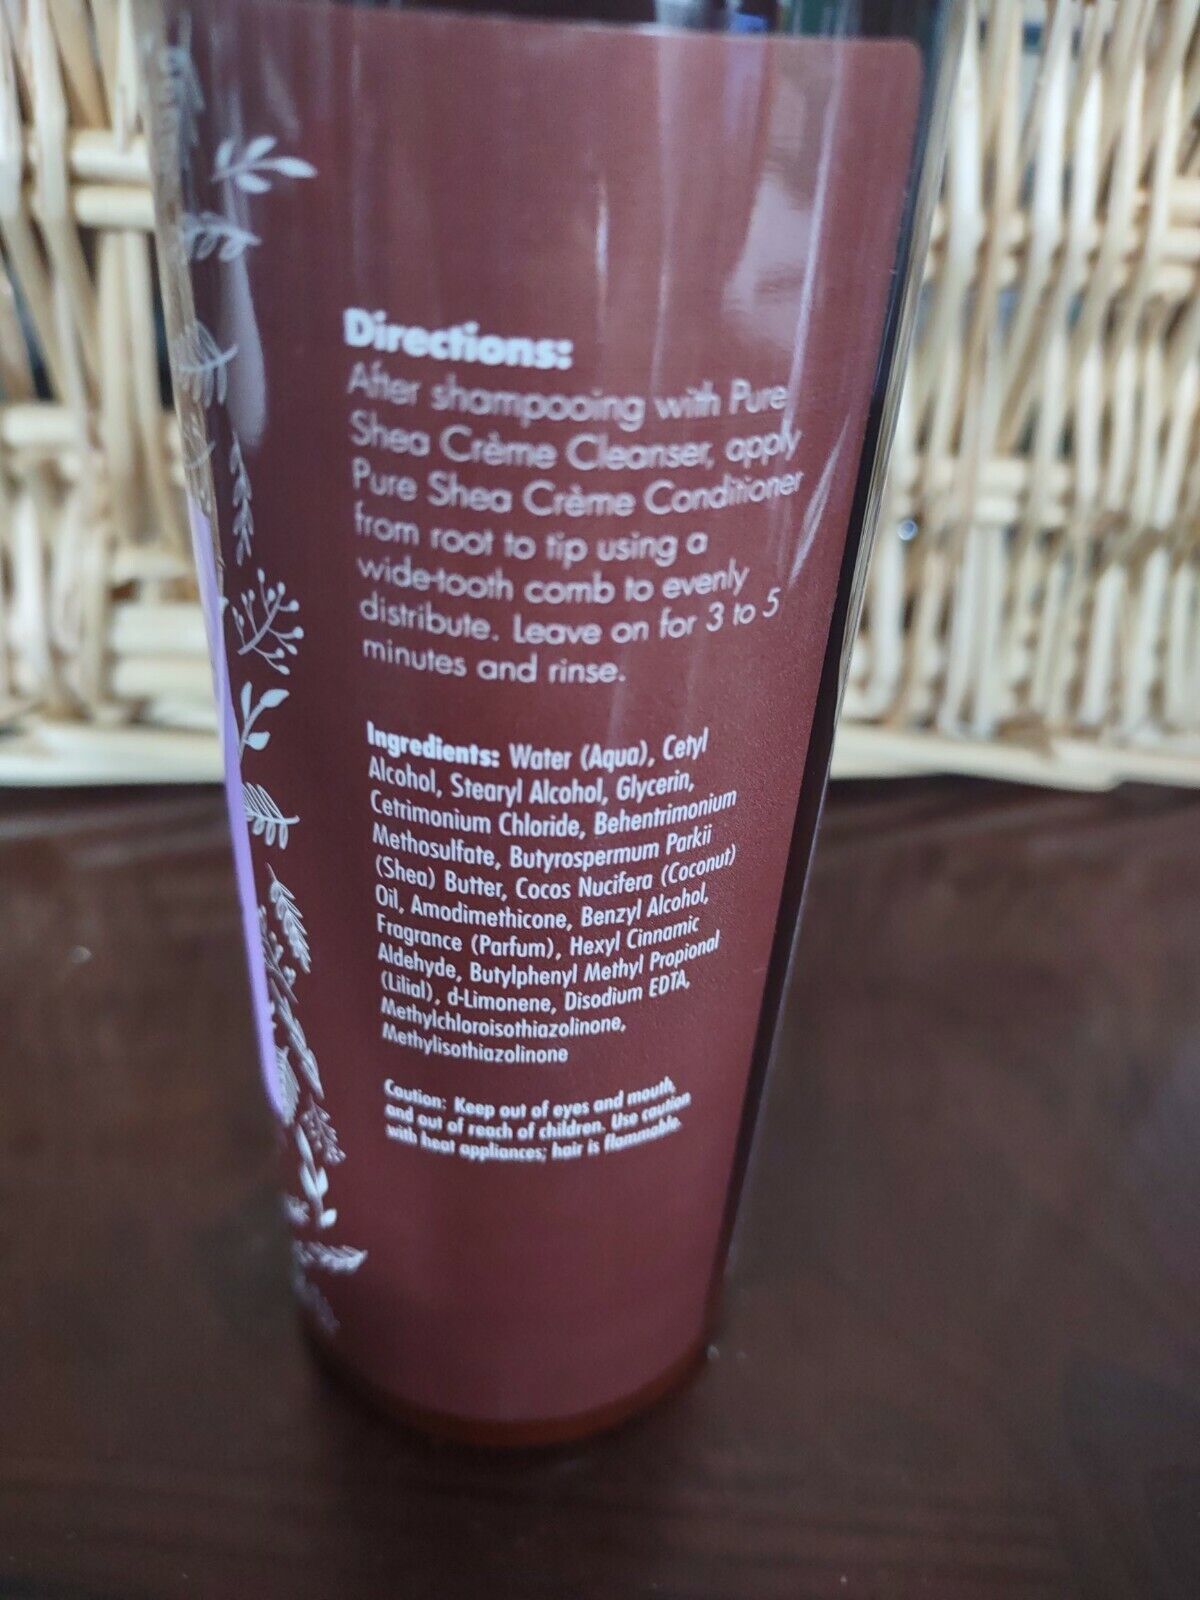 Directions:
After shampooing with Pure
Shea Crème Cleanser, apply
Pure Shea Crème Conditioner
from root to tip using a
wide-tooth comb to evenly
distribute. Leave on for 3 to 5
minutes and rinse.
Ingredients: Water (Aqua), Cetyl
Alcohol, Stearyl Alcohol, Glycerin,
Cetrimonium Chloride, Behentrimonium
Methosulfate, Butyrospermum Parkii
(Shea) Butter, Cocos Nucifera (Coconut)
Oil, Amodimethicone, Benzyl Alcohol,
Fragrance (Parfum), Hexyl Cinnamic
Aldehyde, Butylphenyl Methyl Propional
(Lilial), d-Limonene, Disodium EDTA,
Methylchloroisothiazolinone,
Methylisothiazolinone
Caution: Keep out of eyes and mouth,
and out of reach of children. Use caution
with heat appliances; hair is flammable.